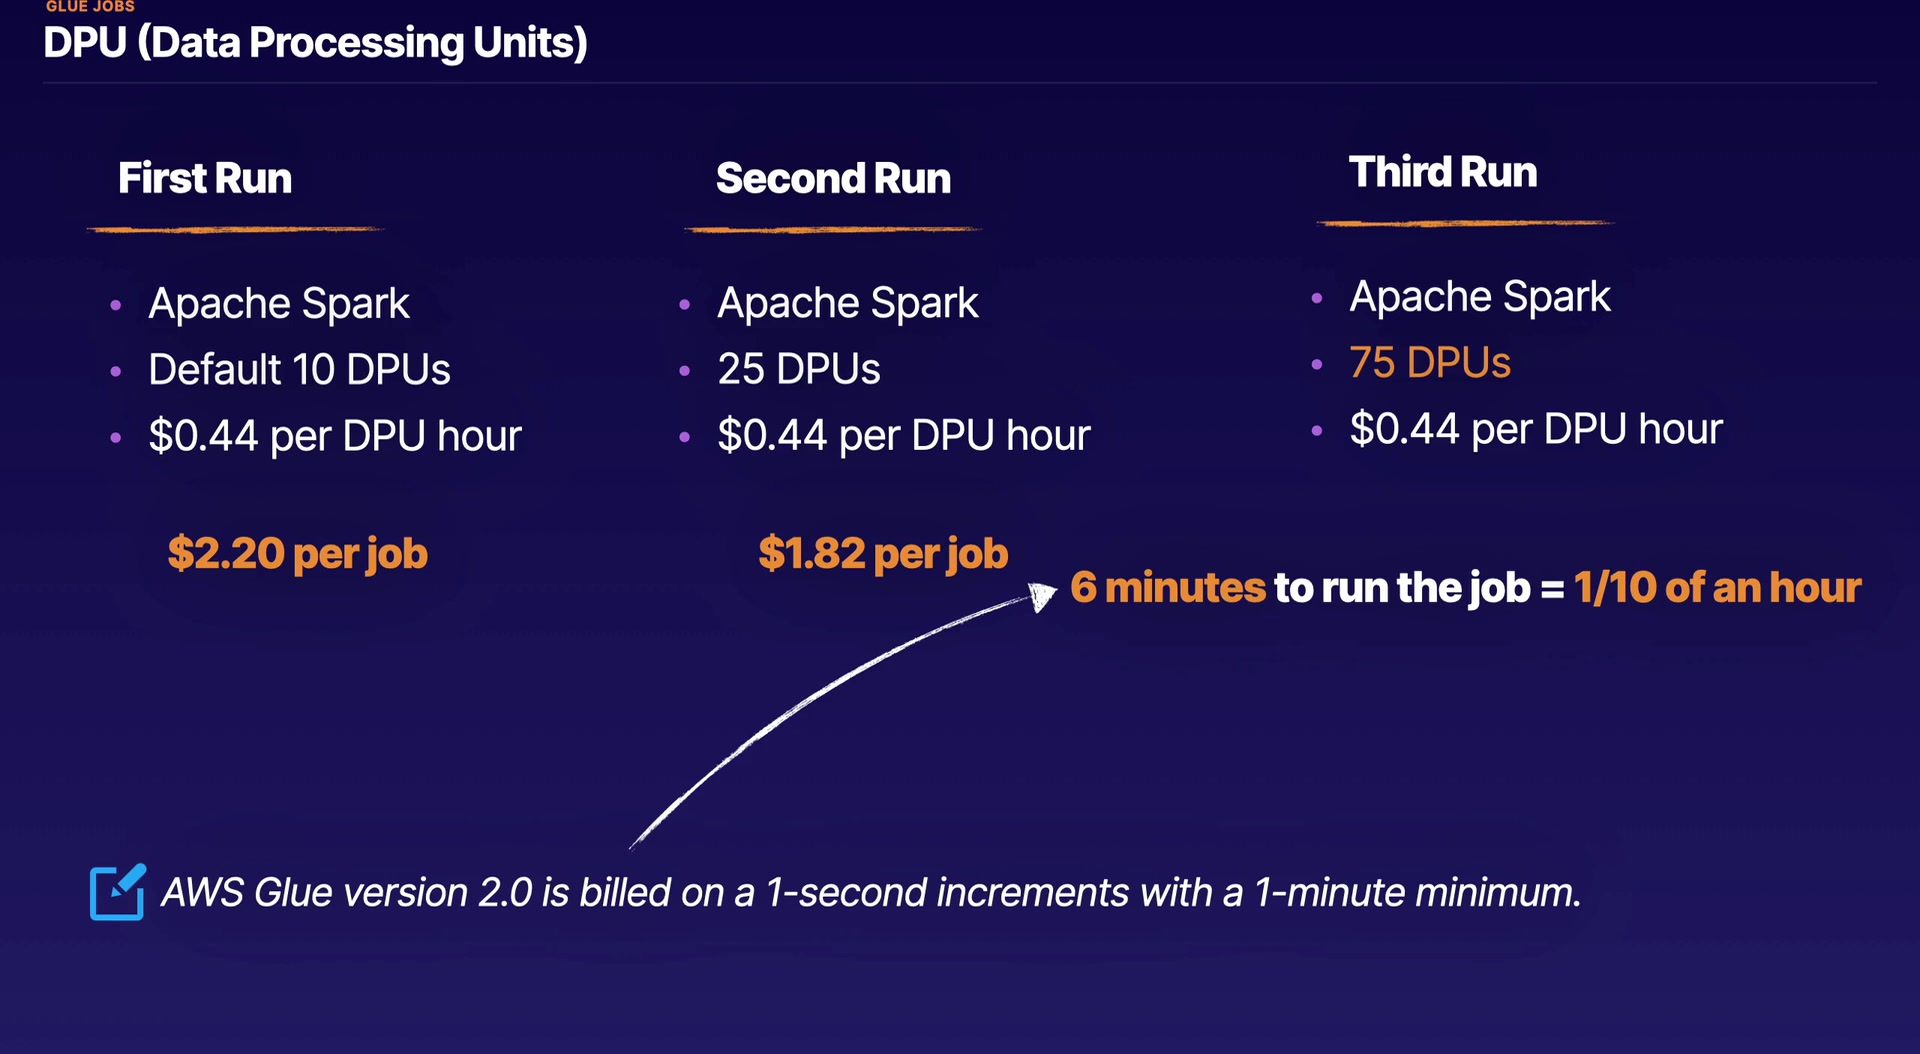 GLUE JOBS
DPU (Data Processing Units)
First Run
Apache Spark
Default 10 DPUs
$0.44 per DPU hour
$2.20 per job
Second Run
Apache Spark
25 DPUs
$0.44 per DPU hour
$1.82 per job
Third Run
Apache Spark
75 DPUs
$0.44 per DPU hour
6 minutes to run the job = 1/10 of an hour
AWS Glue version 2.0 is billed on a 1-second increments with a 1-minute minimum.